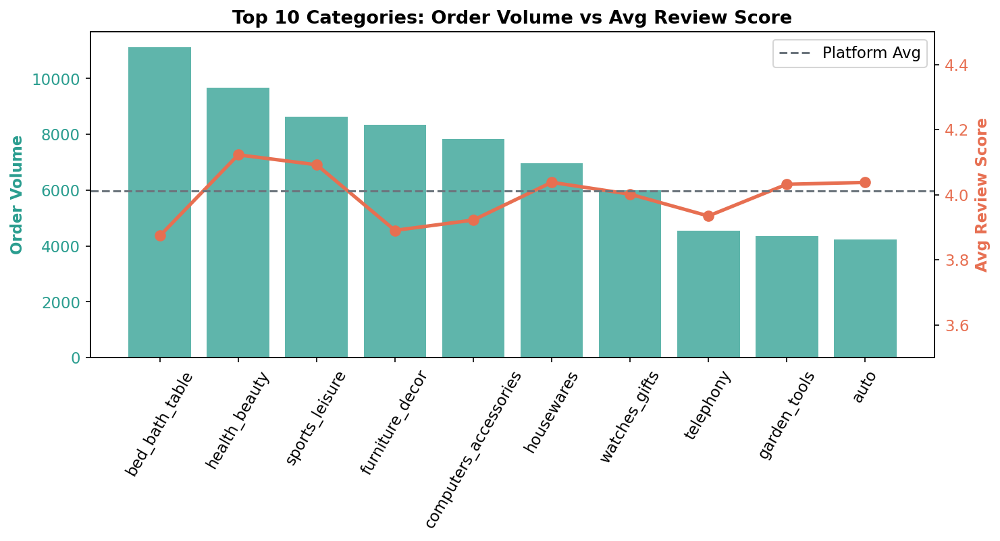 Top 10 Categories: Order Volume vs Avg Review Score
Platform Avg
Order Volume
10000
8000
6000
4000
2000
0
4.4
4.2
4.0
3.8
3.6
Avg Review Score
bed_bath_table
health_beauty
sports_leisure
furniture_decor
computers_accessories
housewares
watches_gifts
telephony
garden_tools
auto